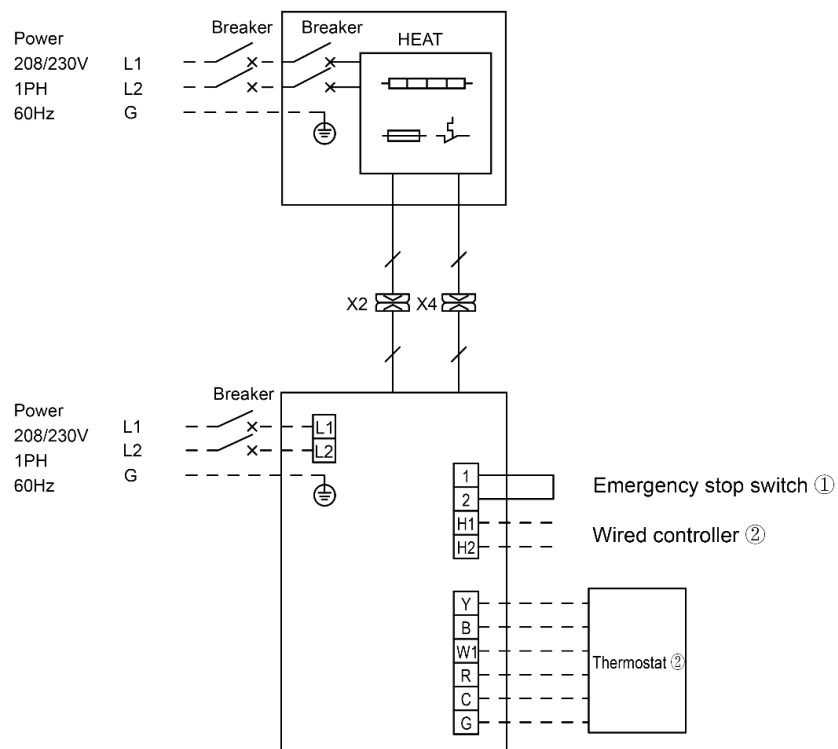 Breaker Breaker
HEAT
Power
208/230V L1
1PH L2
60Hz G
X2 X4
Breaker
Power
208/230V L1 L1
1PH L2 L2
60Hz G
1
2
Emergency stop switch ①
H1
H2
Wired controller ②
Y
B
W1
R
C
G
Thermostat ②